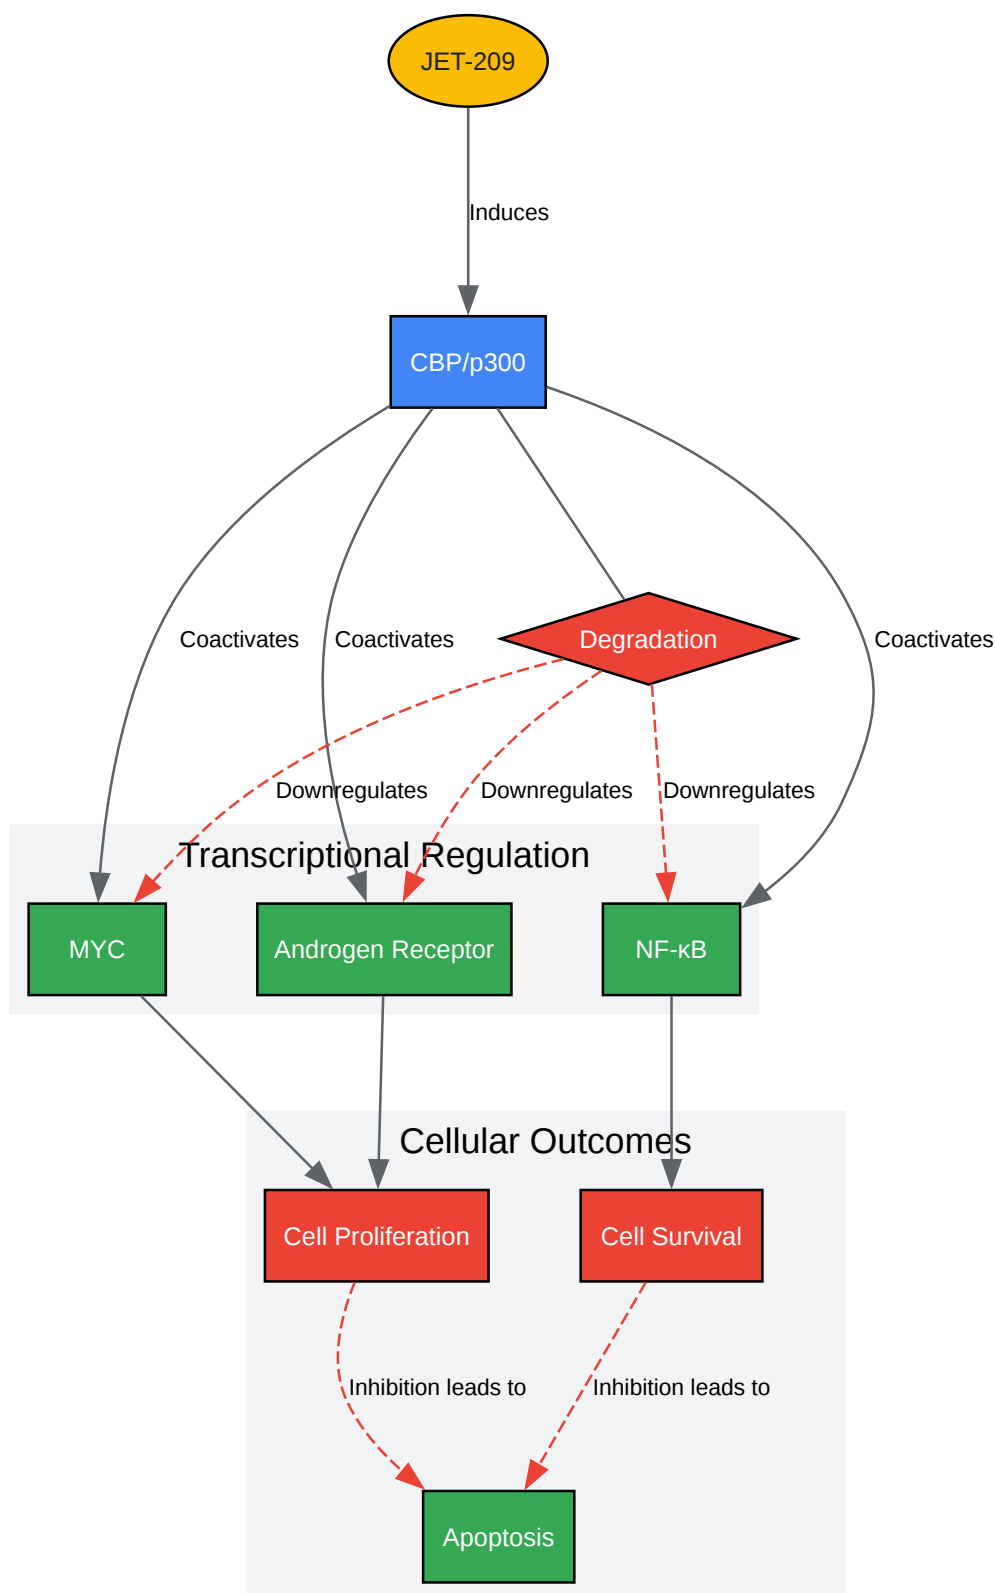 JET-209
Induces
CBP/p300
Coactivates
Coactivates
Degradation
Coactivates
Downregulates
Downregulates
Downregulates
Transcriptional Regulation
MYC
Androgen Receptor
NF-κB
Cellular Outcomes
Cell Proliferation
Cell Survival
Inhibition leads to
Inhibition leads to
Apoptosis